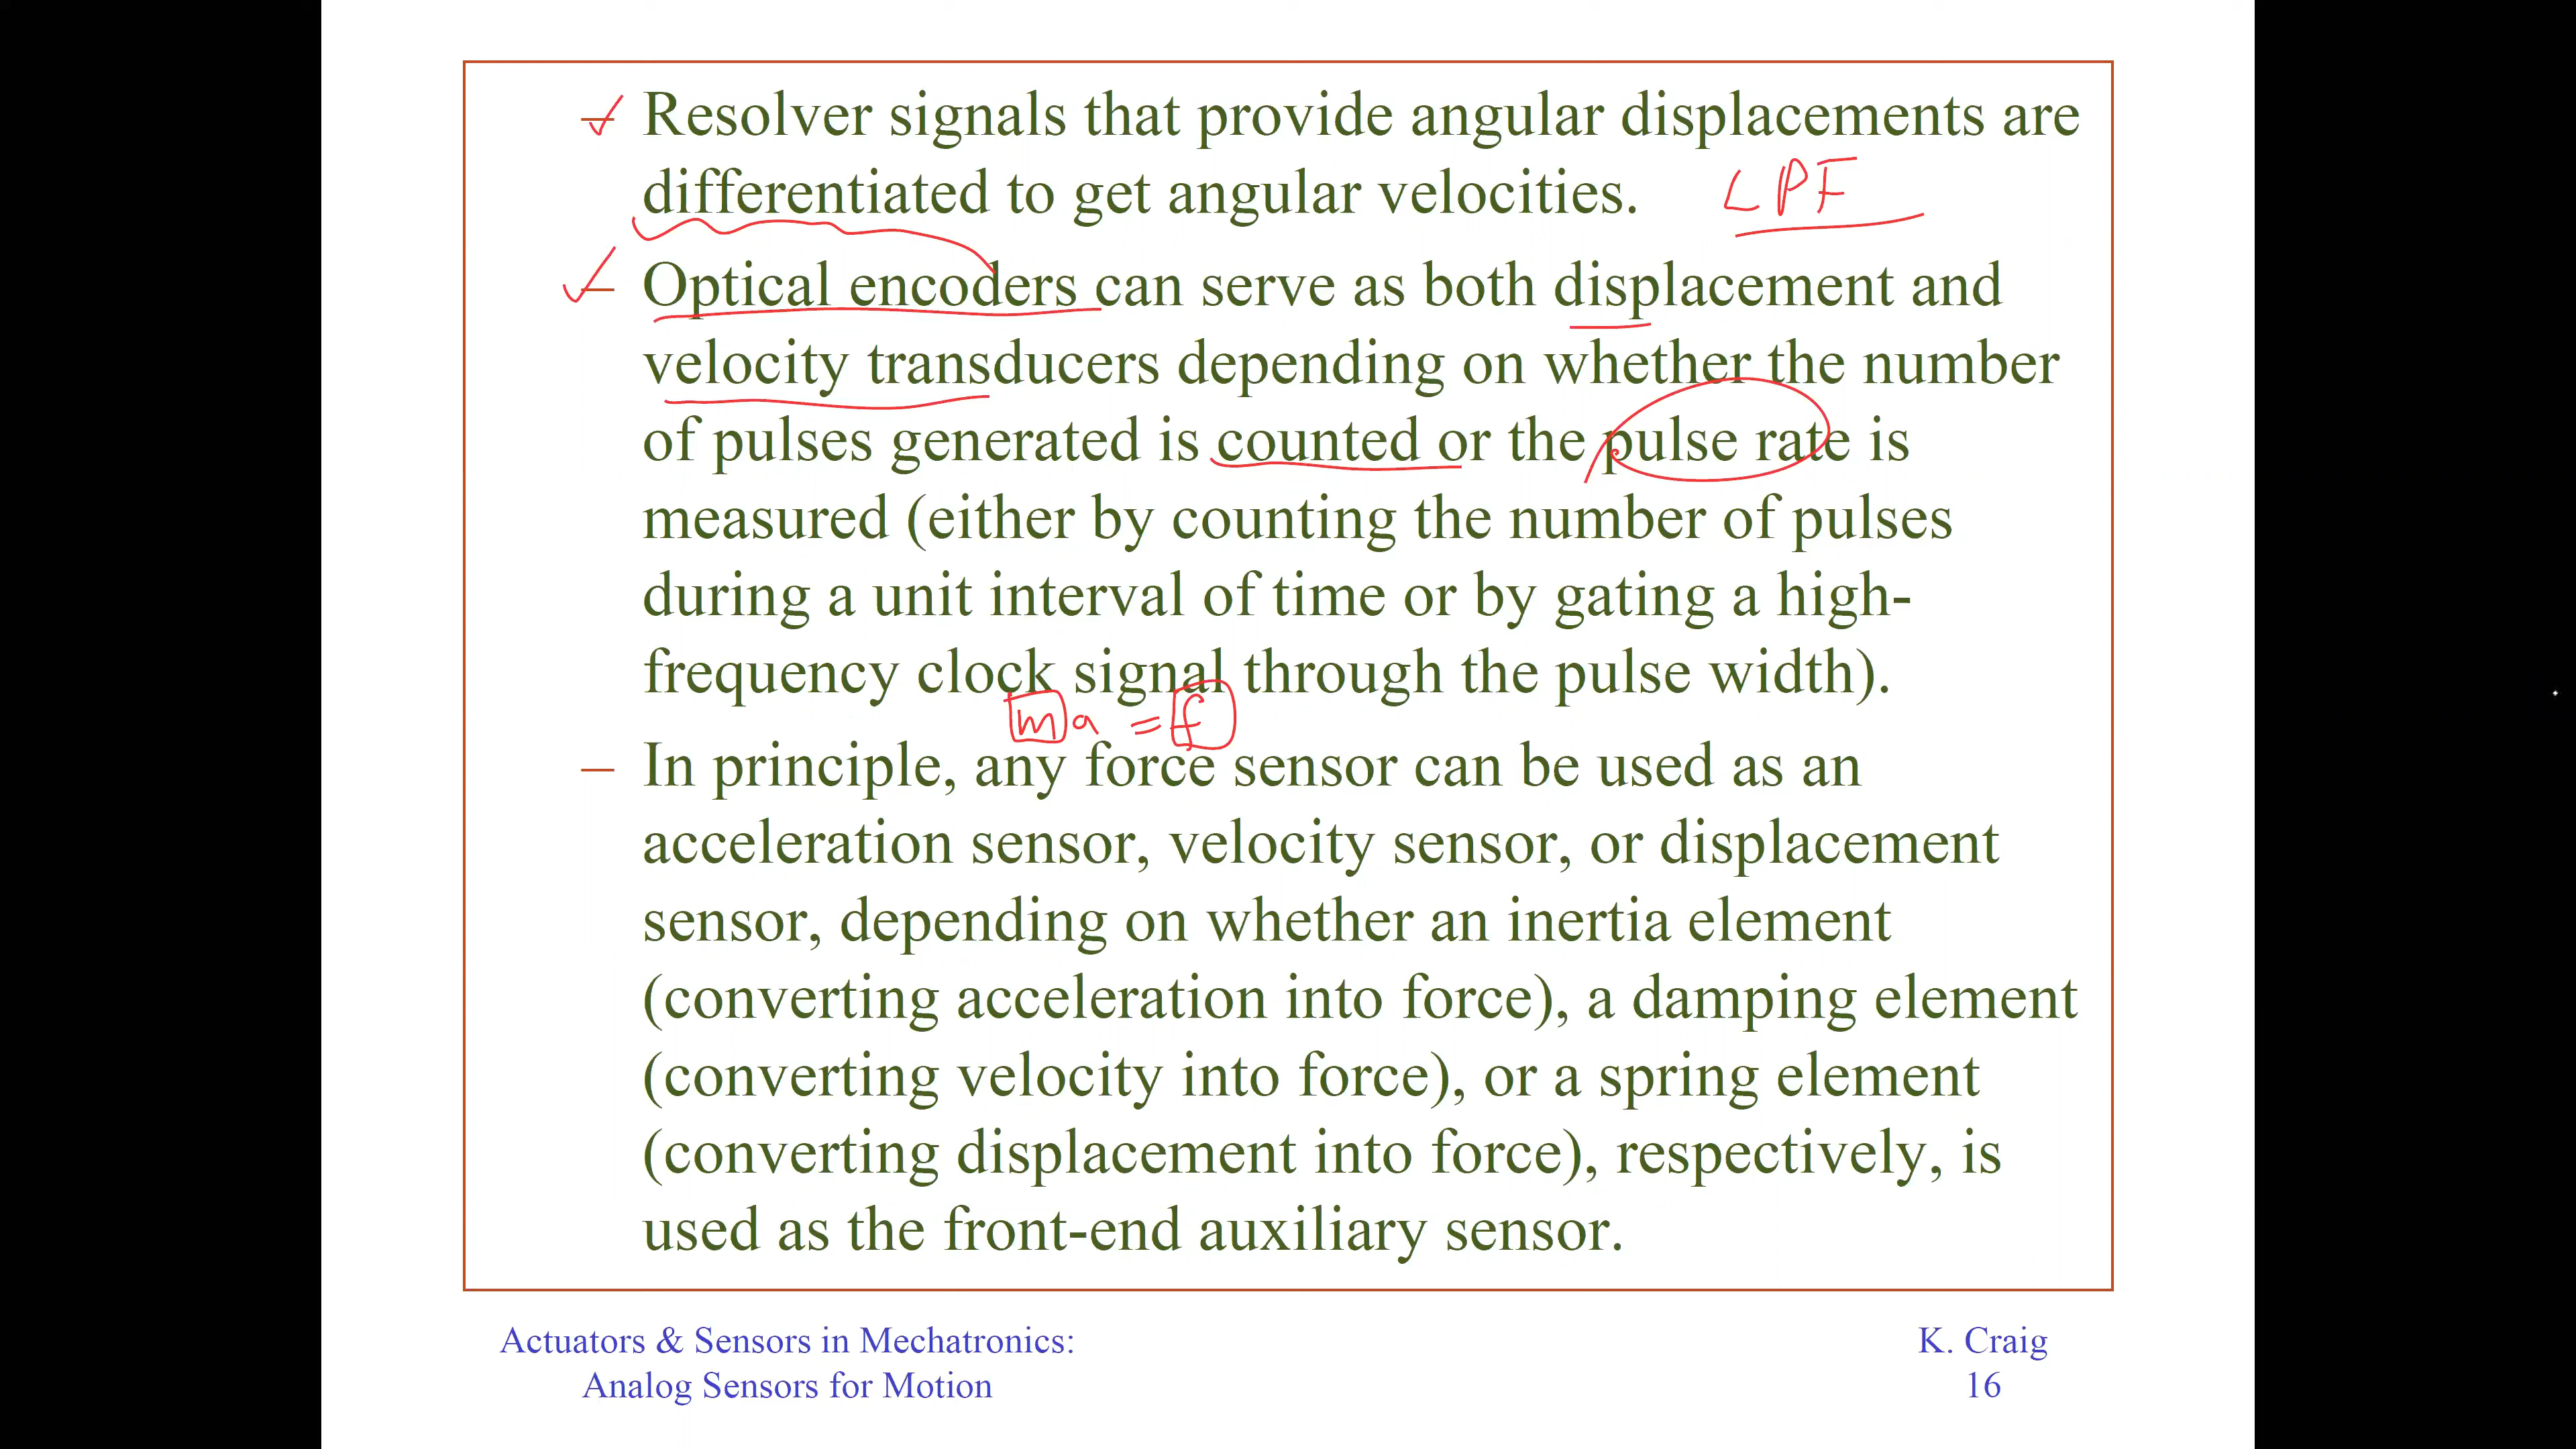 – Resolver signals that provide angular displacements are
differentiated to get angular velocities. LPF
– Optical encoders can serve as both displacement and
velocity transducers depending on whether the number
of pulses generated is counted or the pulse rate is
measured (either by counting the number of pulses
during a unit interval of time or by gating a high-
frequency clock signal through the pulse width).
ma = f
– In principle, any force sensor can be used as an
acceleration sensor, velocity sensor, or displacement
sensor, depending on whether an inertia element
(converting acceleration into force), a damping element
(converting velocity into force), or a spring element
(converting displacement into force), respectively, is
used as the front-end auxiliary sensor.
Actuators & Sensors in Mechatronics:
Analog Sensors for Motion
K. Craig
16